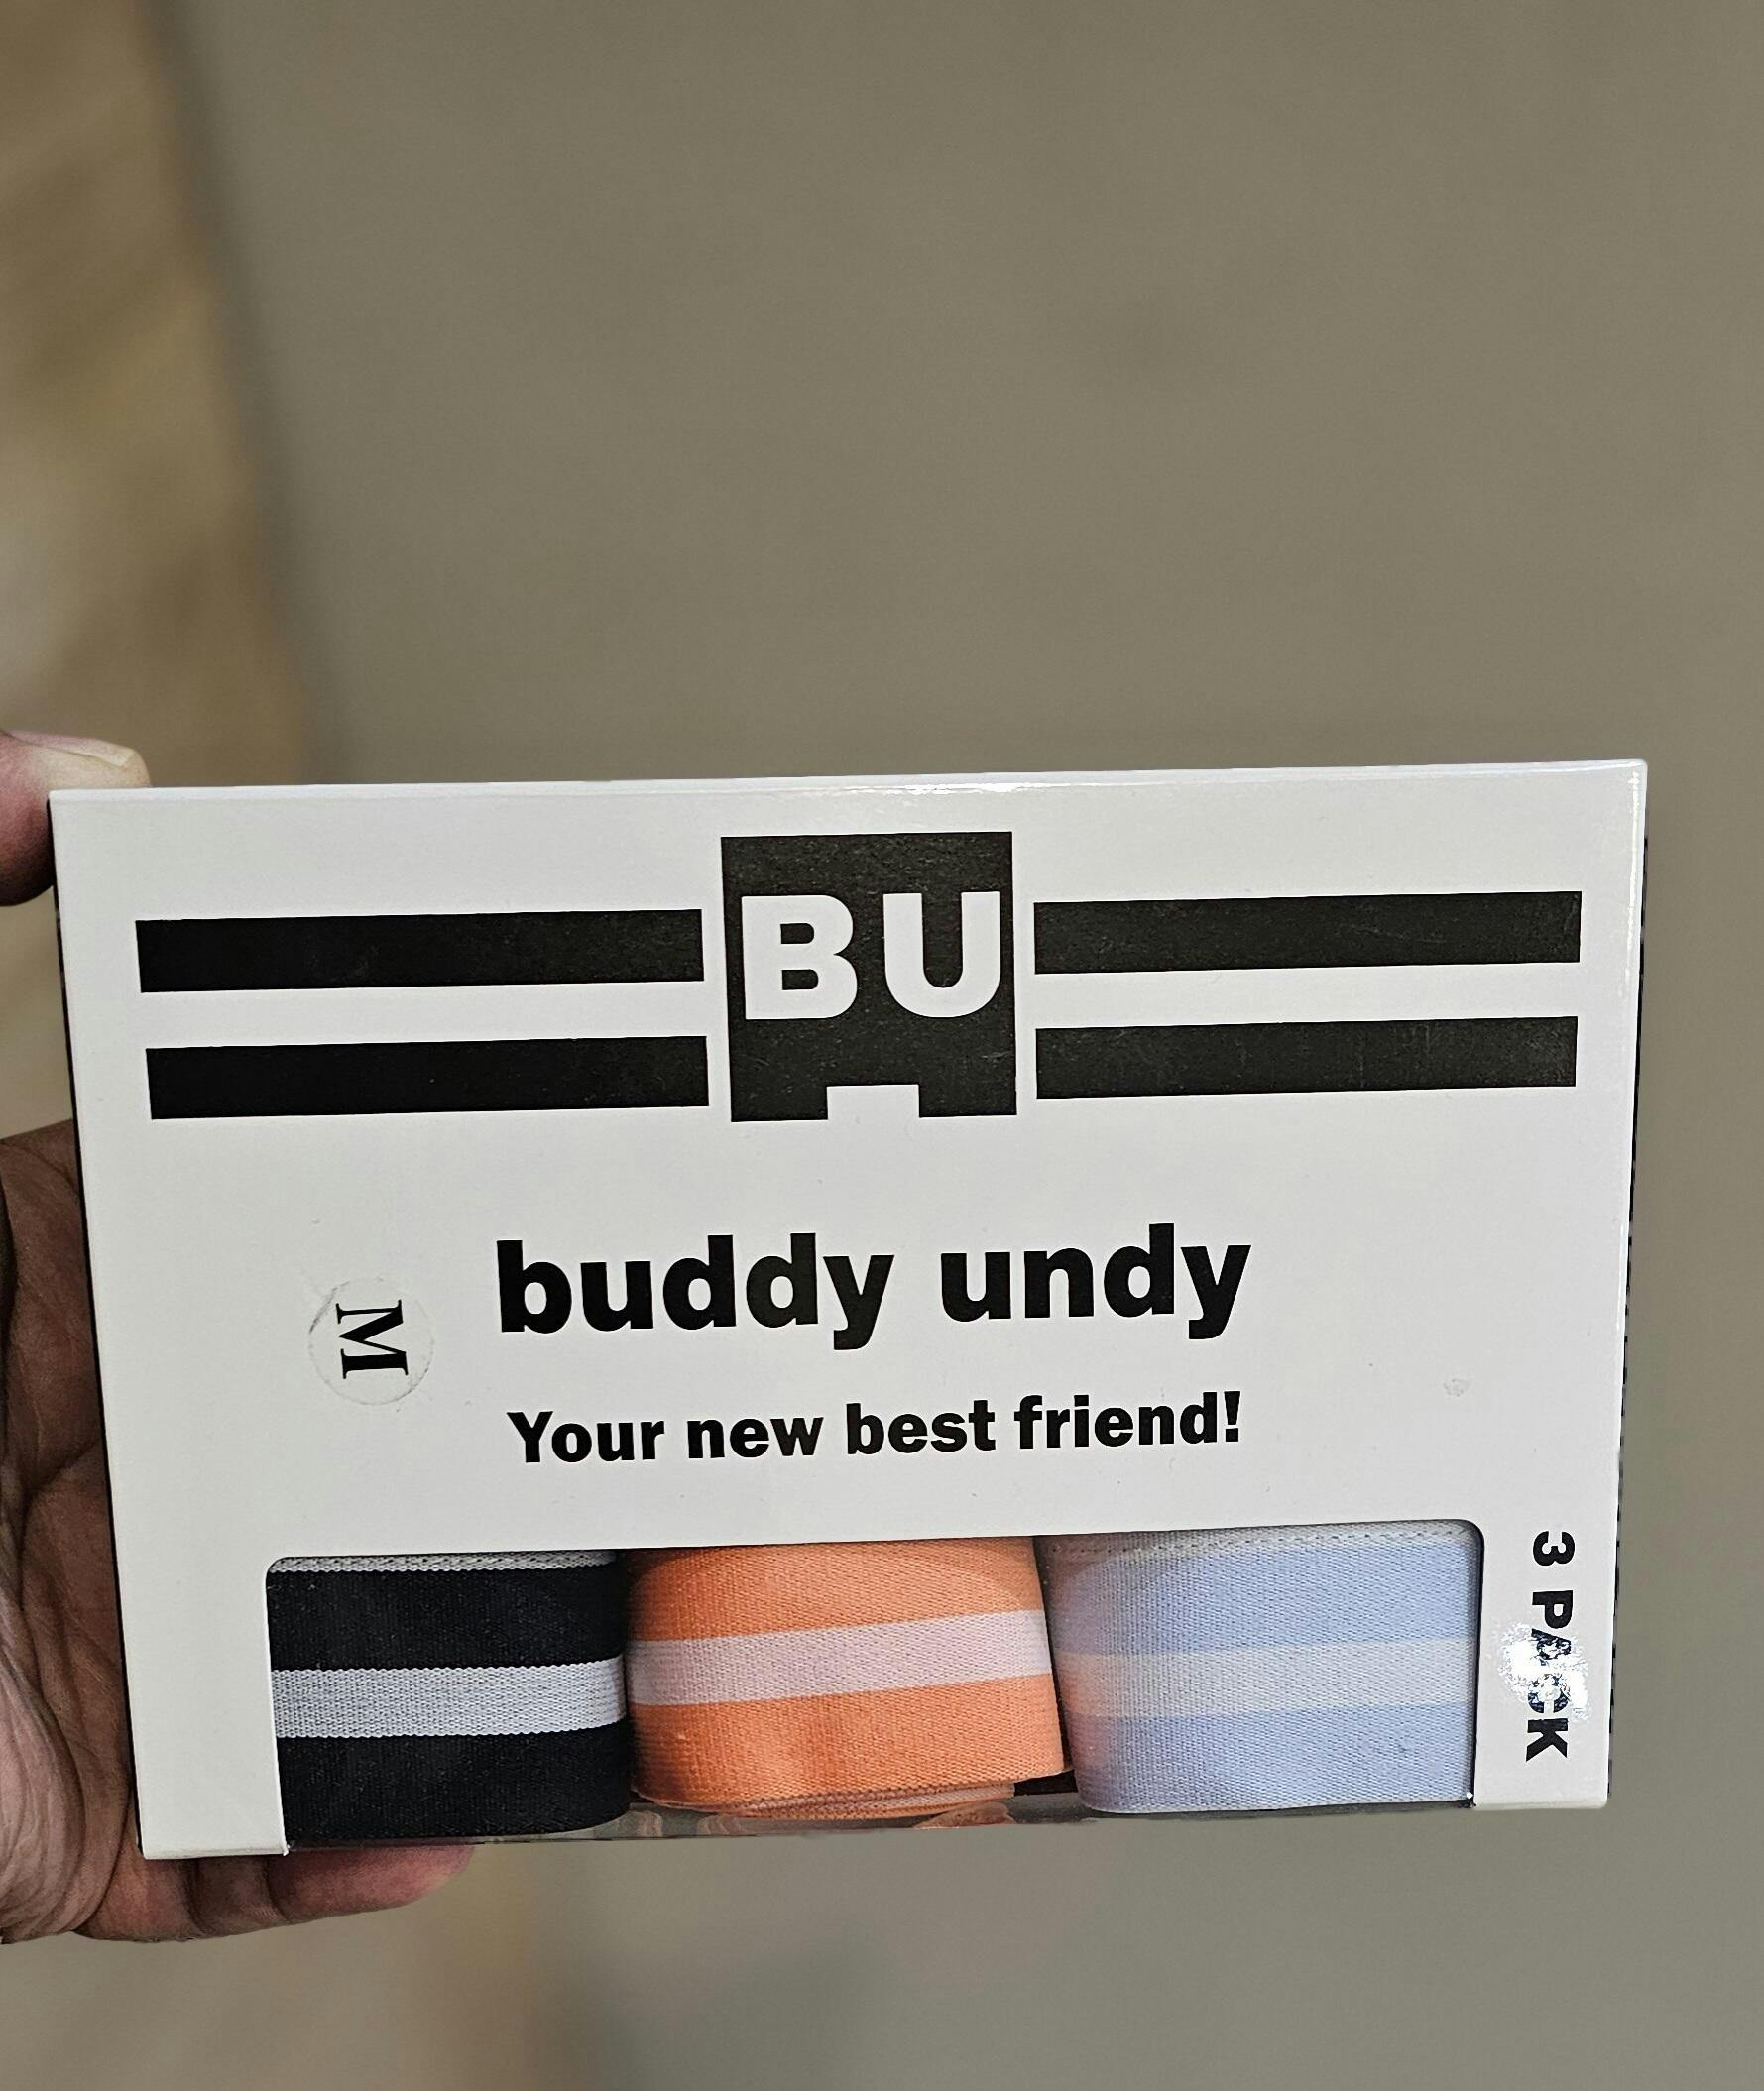 BU
buddy undy
M
Your new best friend!
3 PACK